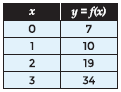 x y = f(x)
0 7
1 10
2 19
3 34